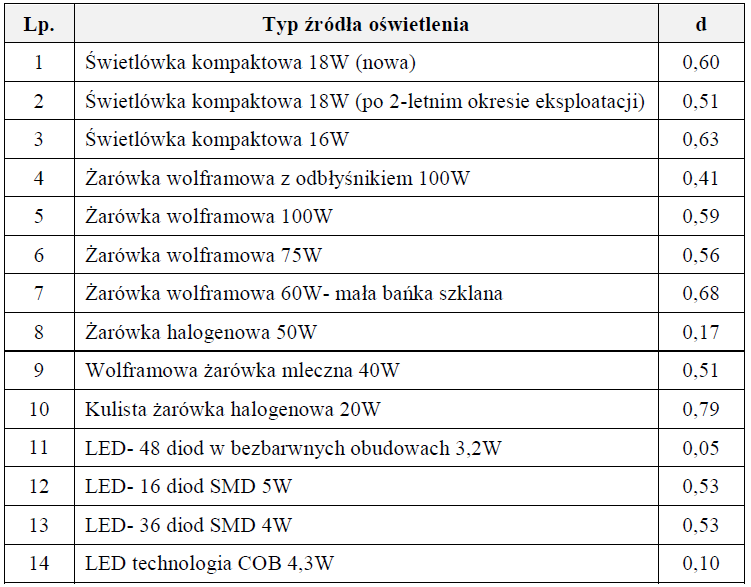 Lp. Typ źródła oświetlenia d
1 Świetlówka kompaktowa 18W (nowa) 0,60
2 Świetlówka kompaktowa 18W (po 2-letnim okresie eksploatacji) 0,51
3 Świetlówka kompaktowa 16W 0,63
4 Żarówka wolframowa z odbłyśnikiem 100W 0,41
5 Żarówka wolframowa 100W 0,59
6 Żarówka wolframowa 75W 0,56
7 Żarówka wolframowa 60W- mała bańka szklana 0,68
8 Żarówka halogenowa 50W 0,17
9 Wolframowa żarówka mleczna 40W 0,51
10 Kulista żarówka halogenowa 20W 0,79
11 LED- 48 diod w bezbarwnych obudowach 3,2W 0,05
12 LED- 16 diod SMD 5W 0,53
13 LED- 36 diod SMD 4W 0,53
14 LED technologia COB 4,3W 0,10